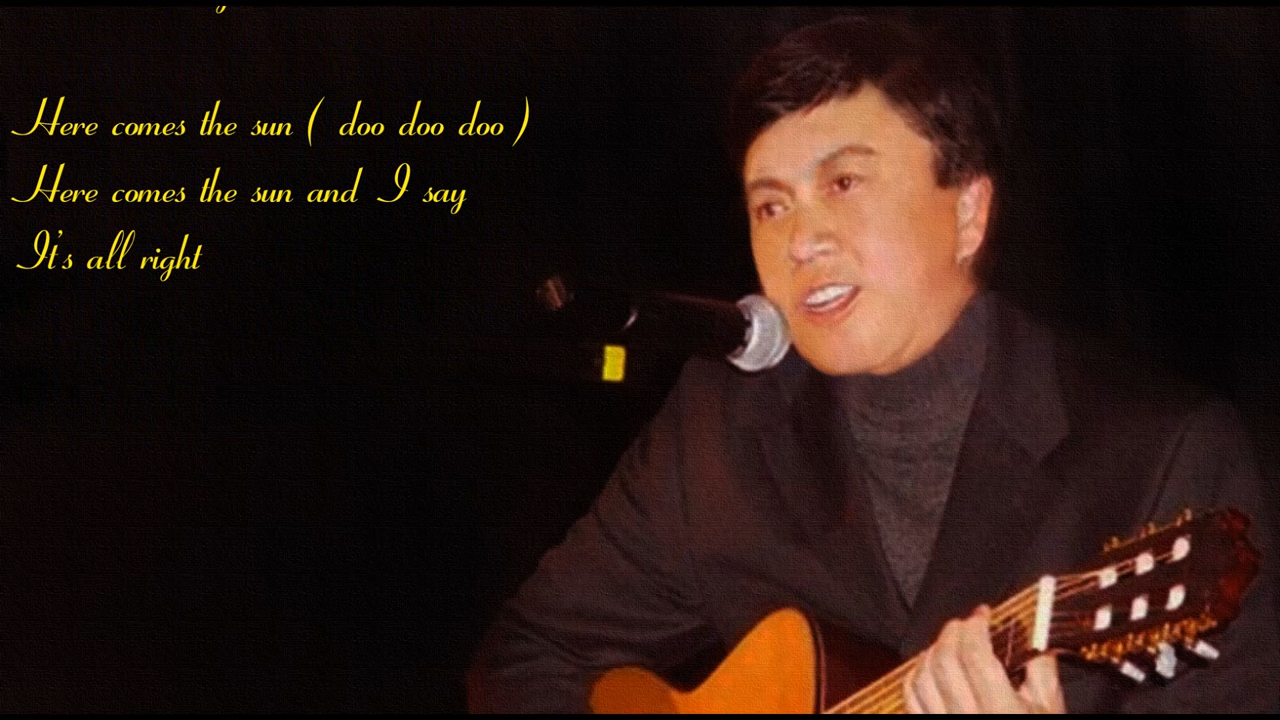 Here comes the sun ( doo doo doo )
Here comes the sun and I say
It's all right